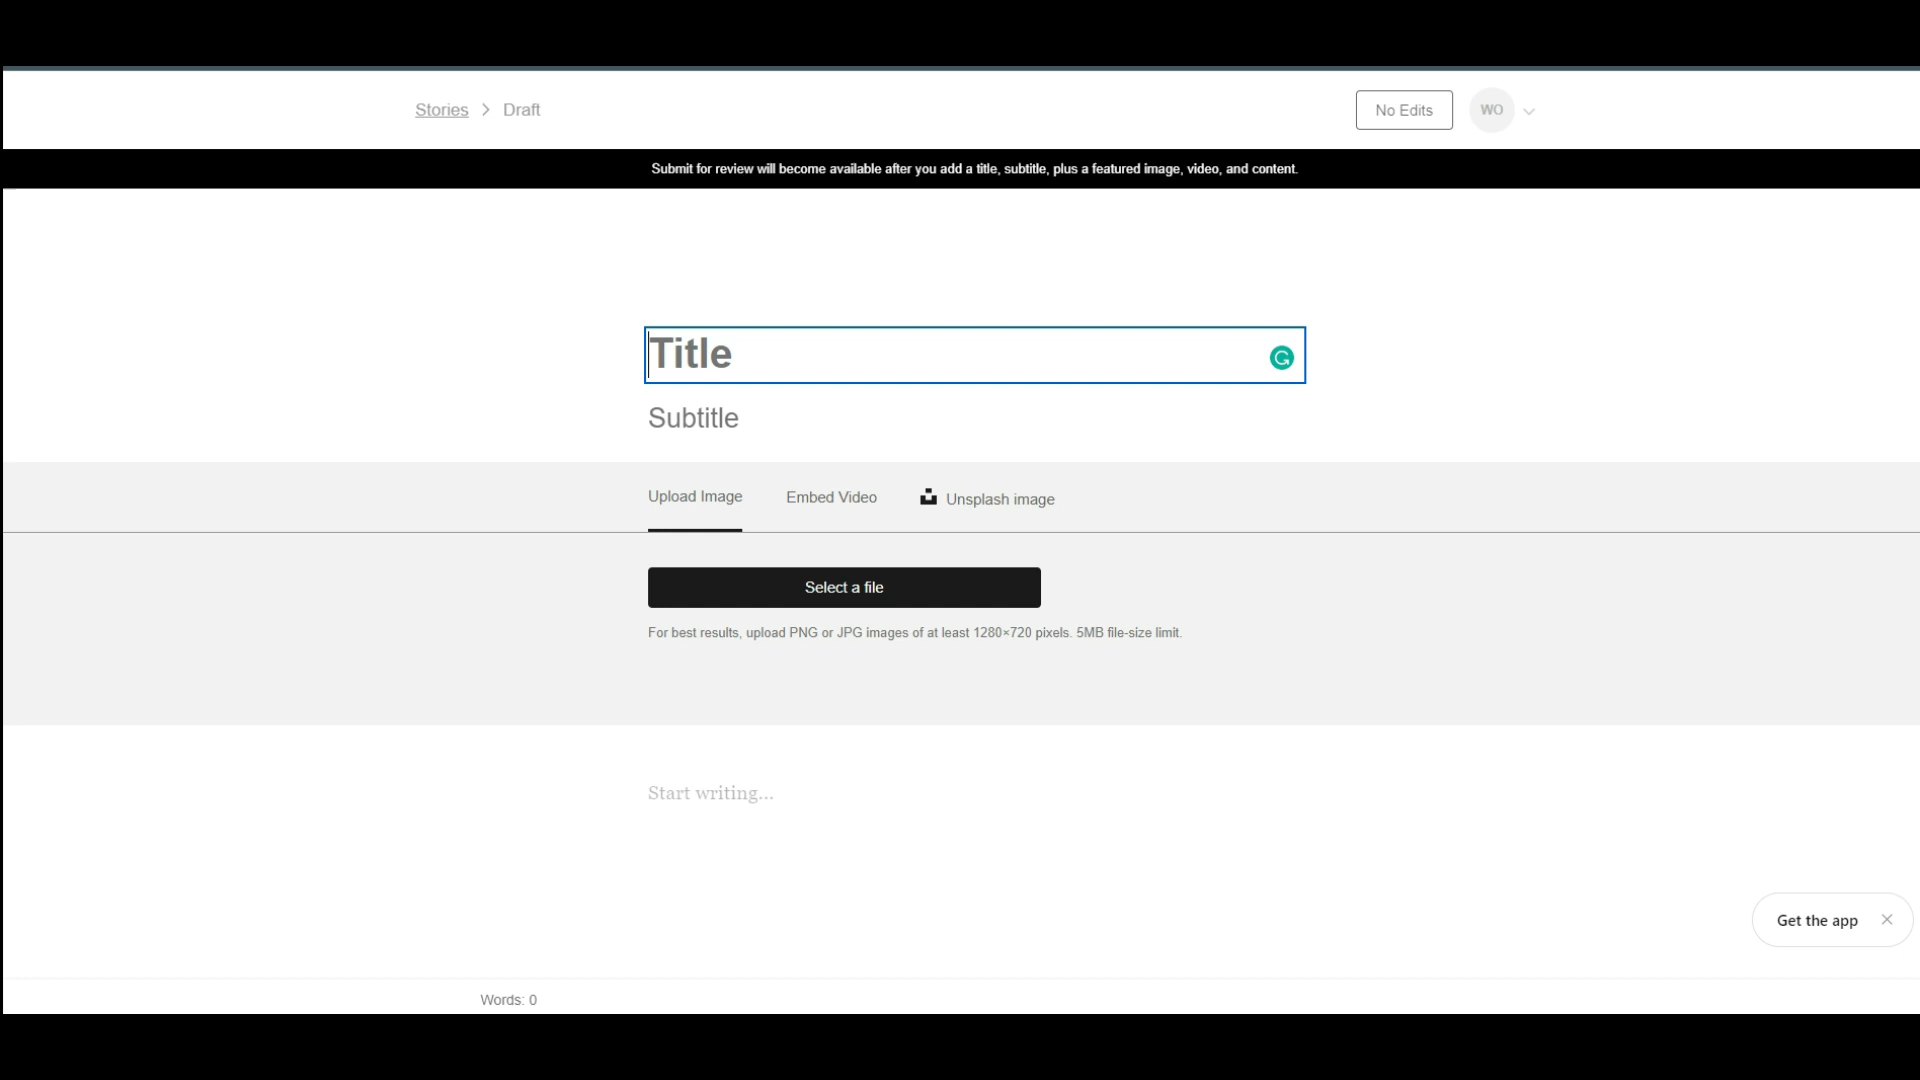 Stories > Draft
No Edits
WO
Submit for review will become available after you add a title, subtitle, plus a featured image, video, and content.
Title
Subtitle
Upload Image
Embed Video
Unsplash image
Select a file
For best results, upload PNG or JPG images of at least 1280×720 pixels. 5MB file-size limit.
Start writing...
Get the app
Words: 0